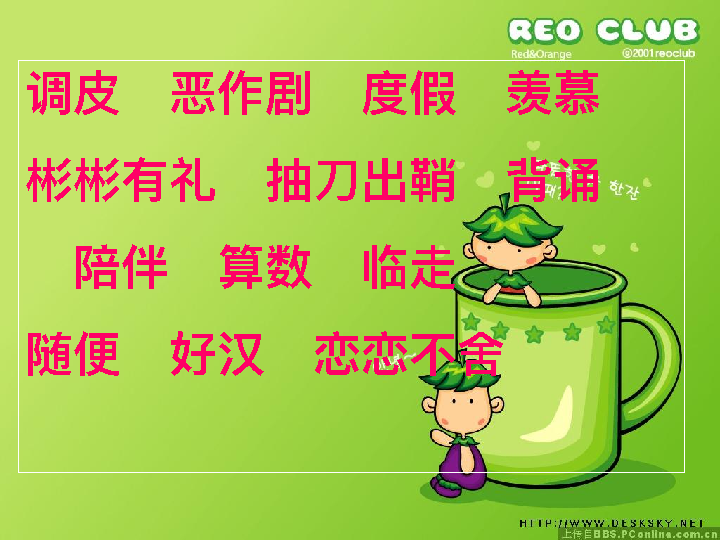 REO CLUB
Red&Orange ©2001reoclub
调皮 恶作剧 度假 羡慕
彬彬有礼 抽刀出鞘 背诵
한잔
陪伴 算数 临走
随便 好汉 恋恋不舍
HTTP://WWW.DESKSKY.NET
上传自BBS.PConline.com.cn